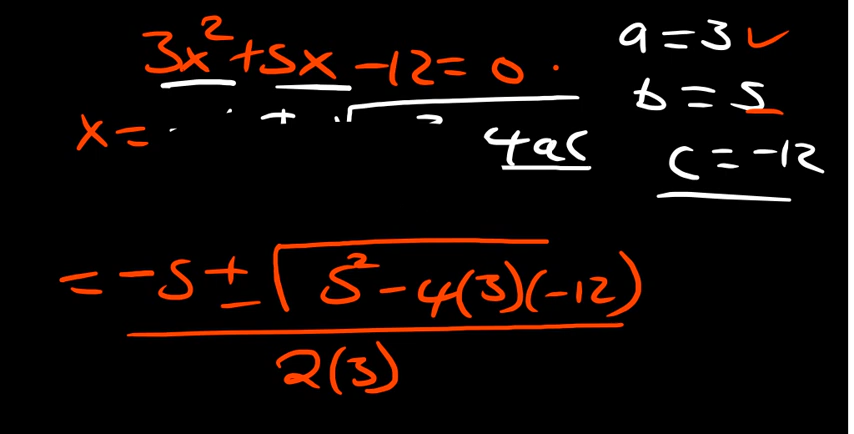 3x² + 5x - 12 = 0 .
a = 3 ✓
b = 5
x =
4ac
c = -12
= -5 ± √5² - 4(3)(-12)
2(3)